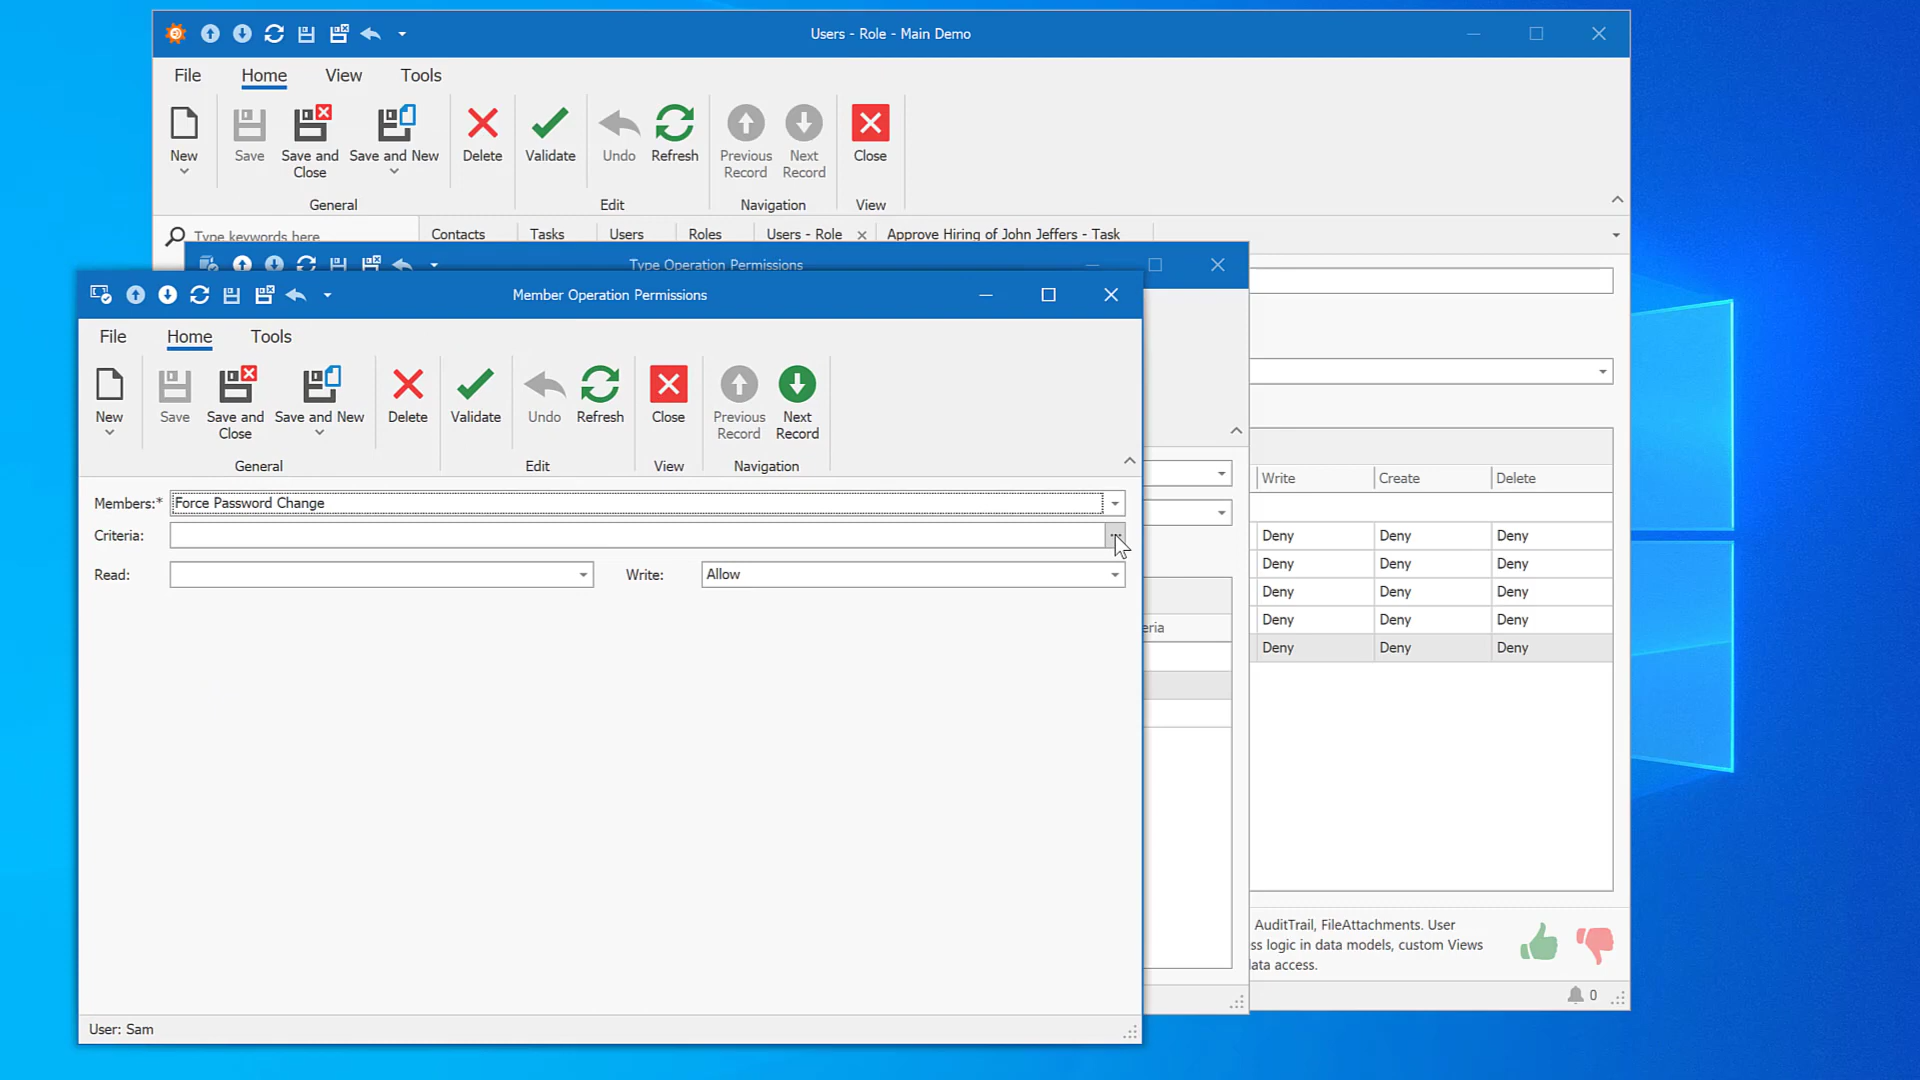 Users - Role - Main Demo
File Home View Tools
New Save Save and Close Save and New Delete Validate Undo Refresh Previous Record Next Record Close
General Edit Navigation View
Type keywords here Contacts Tasks Users Roles Users - Role Approve Hiring of John Jeffers - Task
Type Operation Permissions
Member Operation Permissions
File Home Tools
New Save Save and Close Save and New Delete Validate Undo Refresh Close Previous Record Next Record
General Edit View Navigation
Members:* Force Password Change
Criteria:
Read: Write: Allow
User: Sam
eria
Write Create Delete
Deny Deny Deny
Deny Deny Deny
Deny Deny Deny
Deny Deny Deny
Deny Deny Deny
AuditTrail, FileAttachments. User
ss logic in data models, custom Views
data access.
0